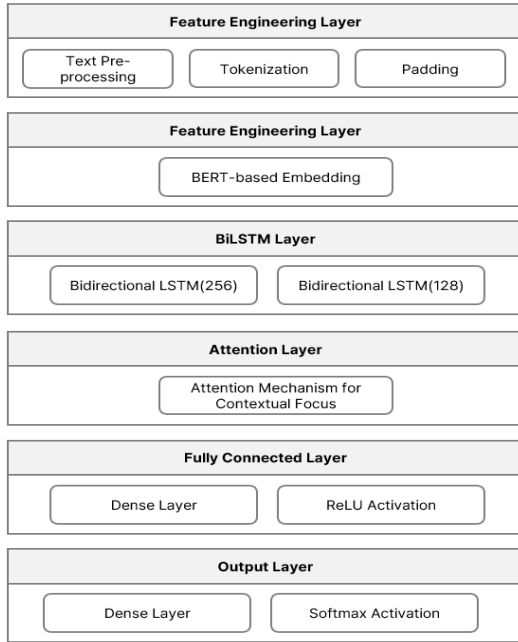 Feature Engineering Layer
Text Pre-
processing
Tokenization
Padding
Feature Engineering Layer
BERT-based Embedding
BiLSTM Layer
Bidirectional LSTM(256)
Bidirectional LSTM(128)
Attention Layer
Attention Mechanism for
Contextual Focus
Fully Connected Layer
Dense Layer
ReLU Activation
Output Layer
Dense Layer
Softmax Activation